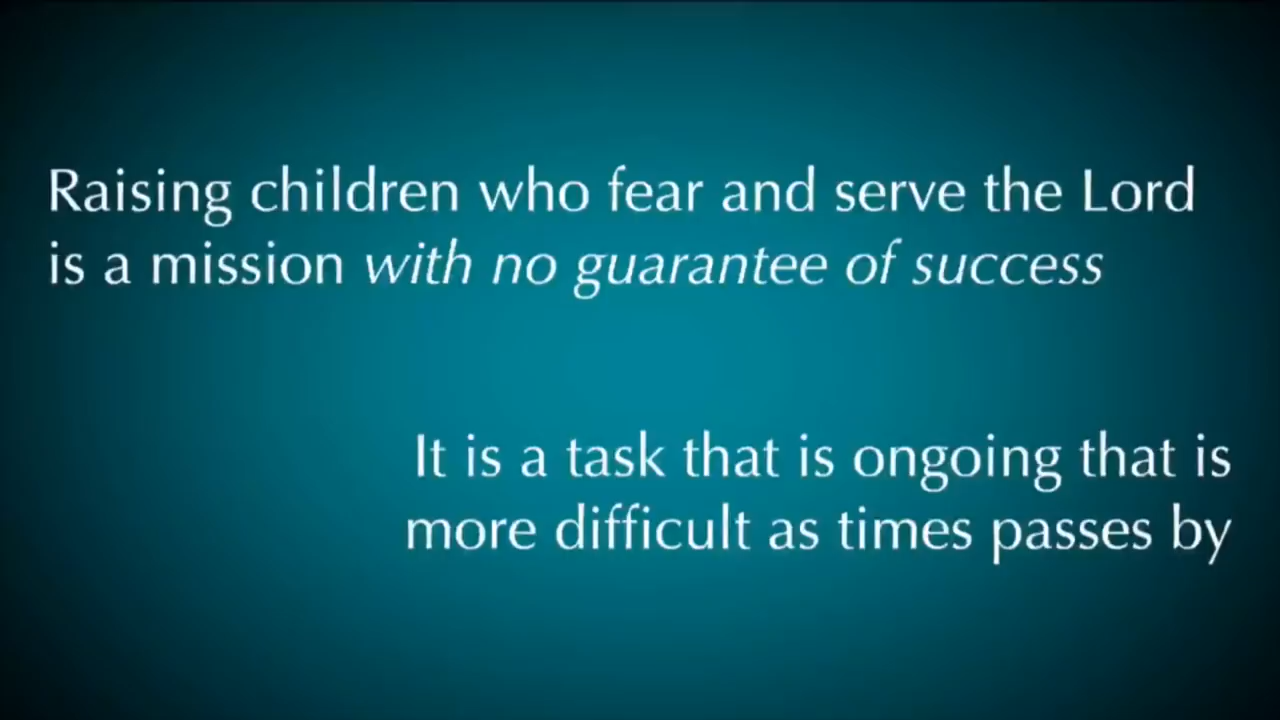 Raising children who fear and serve the Lord
is a mission with no guarantee of success
It is a task that is ongoing that is
more difficult as times passes by